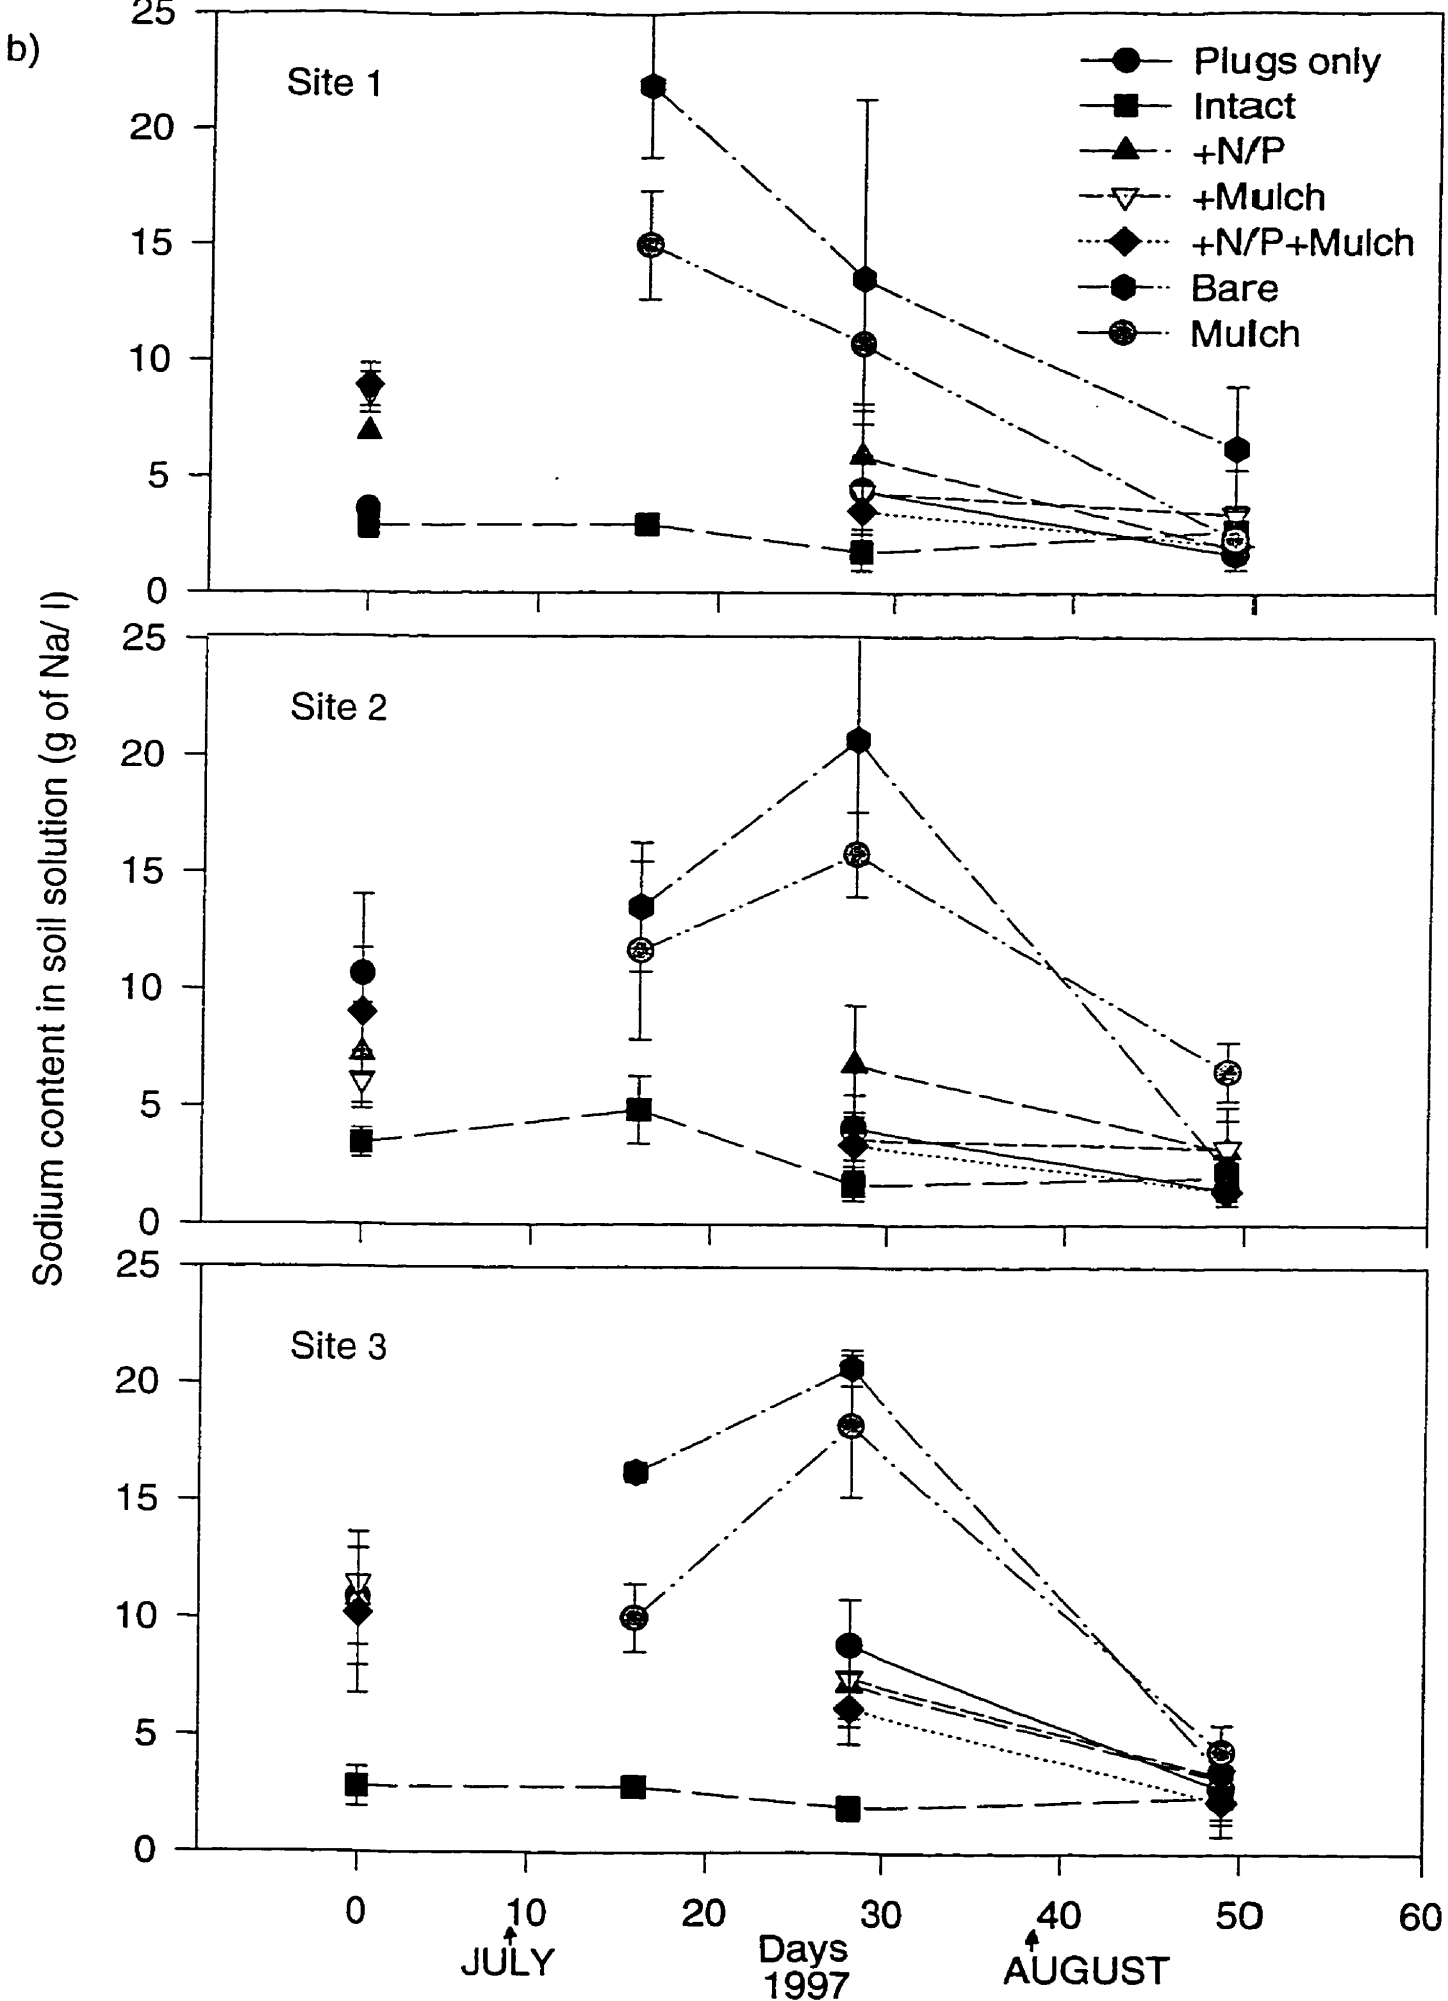 b)
25
20
15
10
5
0
Site 1
Plugs only
Intact
+N/P
+Mulch
+N/P+Mulch
Bare
Mulch
Sodium content in soil solution (g of Na/ l)
25
20
15
10
5
0
Site 2
25
20
15
10
5
0
Site 3
0 10 20 30 40 50 60
JULY Days AUGUST
1997